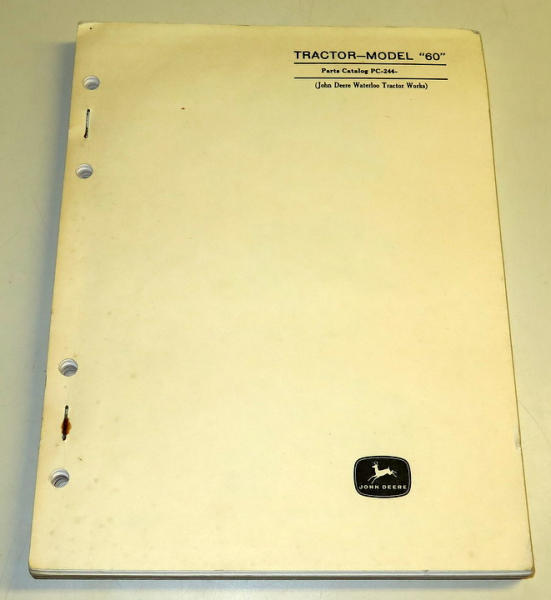 TRACTOR—MODEL "60"
Parts Catalog PC-244-
(John Deere Waterloo Tractor Works)
JOHN DEERE